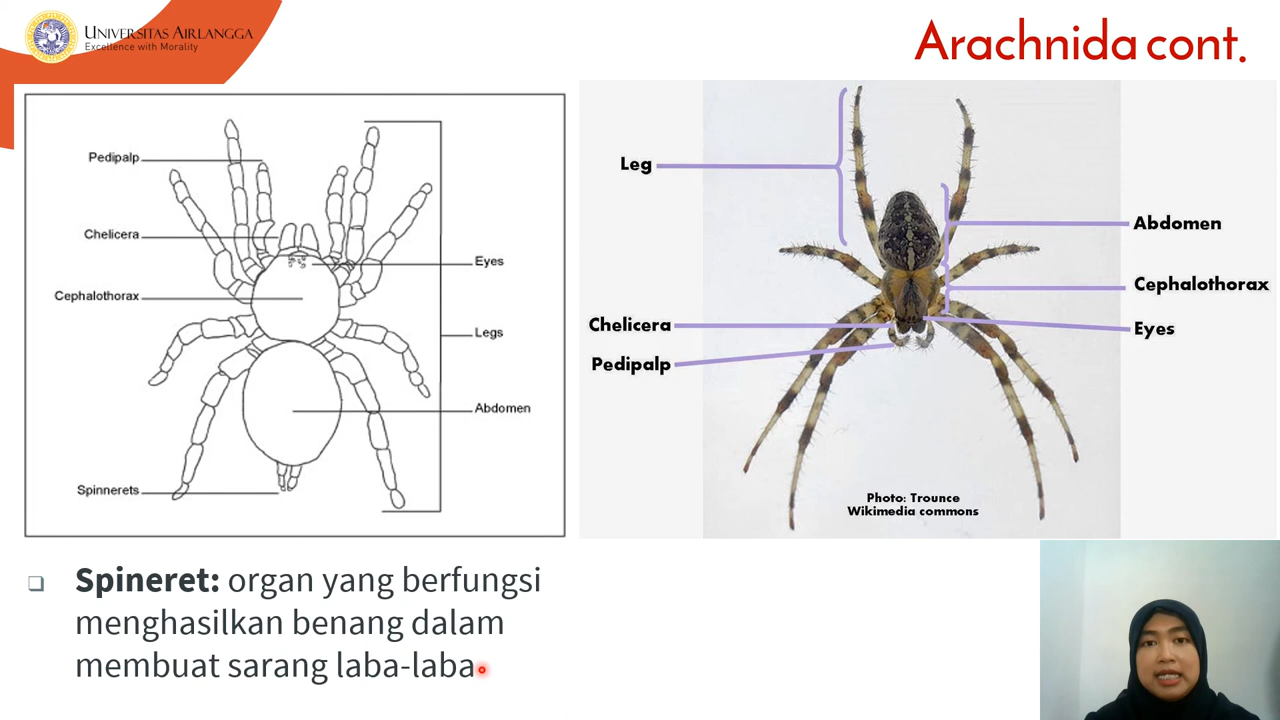 UNIVERSITAS AIRLANGGA
Excellence with Morality
Arachnida cont.
Pedipalp
Chelicera
Cephalothorax
Spinnerets
Eyes
Legs
Abdomen
Leg
Chelicera
Pedipalp
Abdomen
Cephalothorax
Eyes
Photo: Trounce
Wikimedia commons
Spineret: organ yang berfungsi
menghasilkan benang dalam
membuat sarang laba-laba